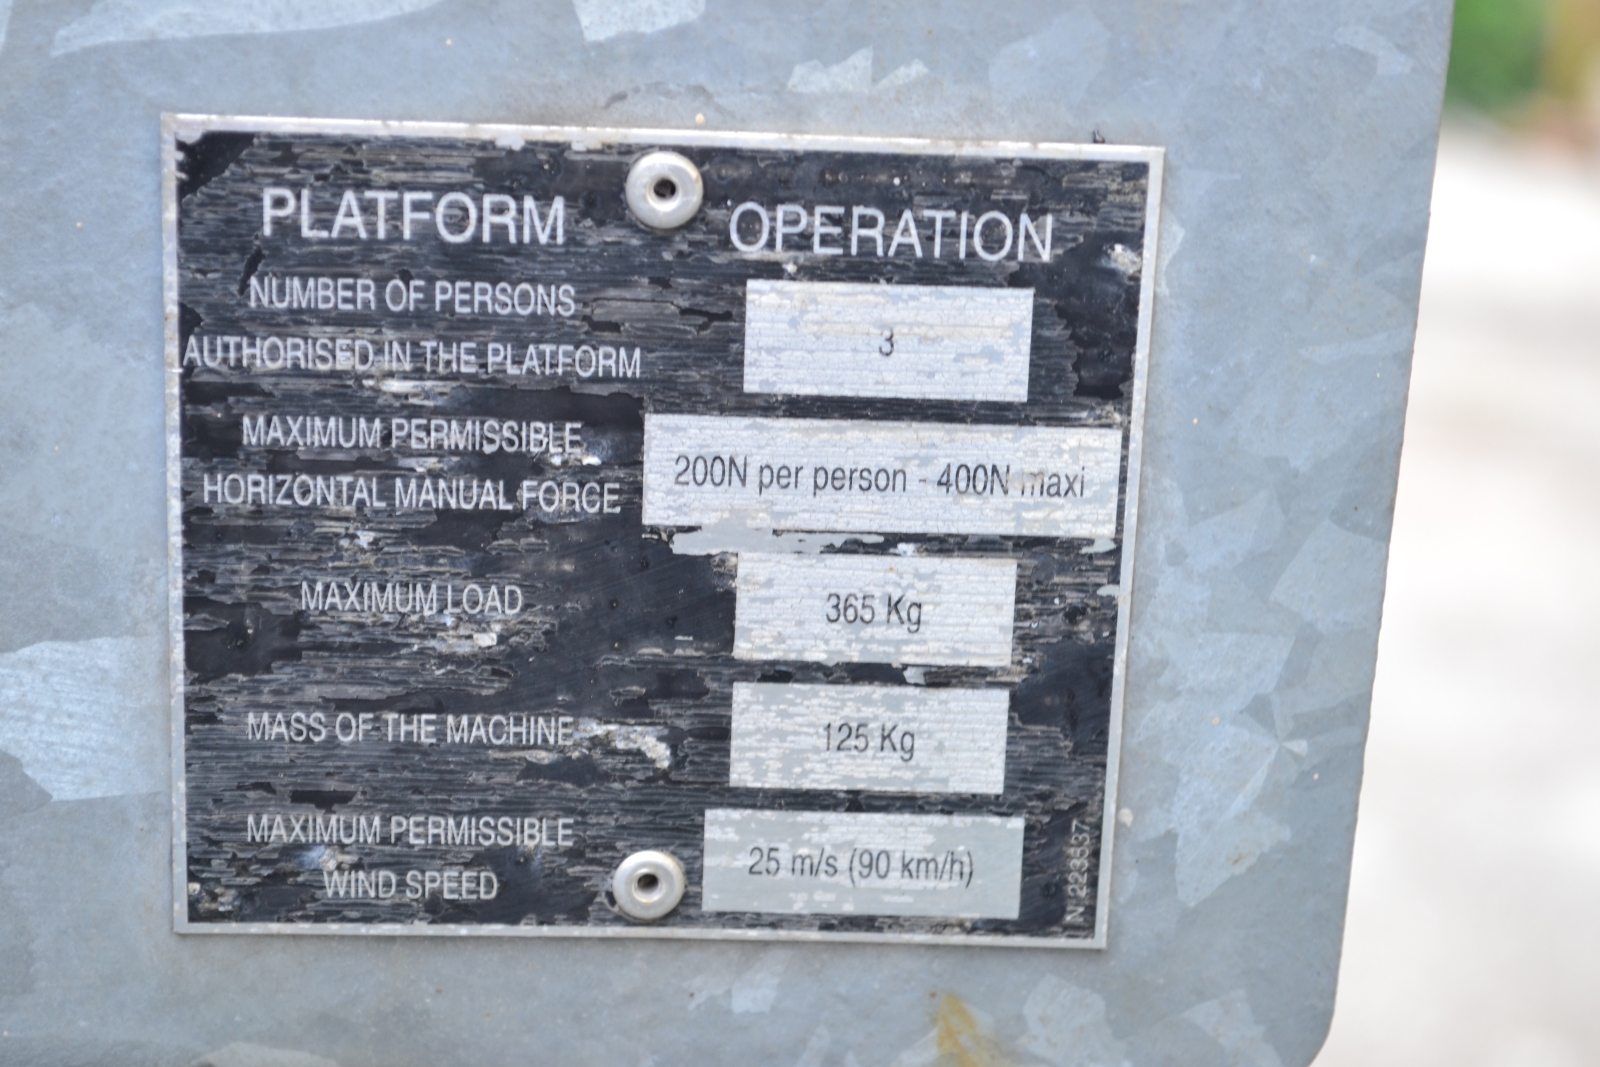 PLATFORM OPERATION
NUMBER OF PERSONS
AUTHORISED IN THE PLATFORM
3
MAXIMUM PERMISSIBLE
HORIZONTAL MANUAL FORCE
200N per person - 400N maxi
MAXIMUM LOAD
365 Kg
MASS OF THE MACHINE
125 Kg
MAXIMUM PERMISSIBLE
WIND SPEED
25 m/s (90 km/h)
N 223537